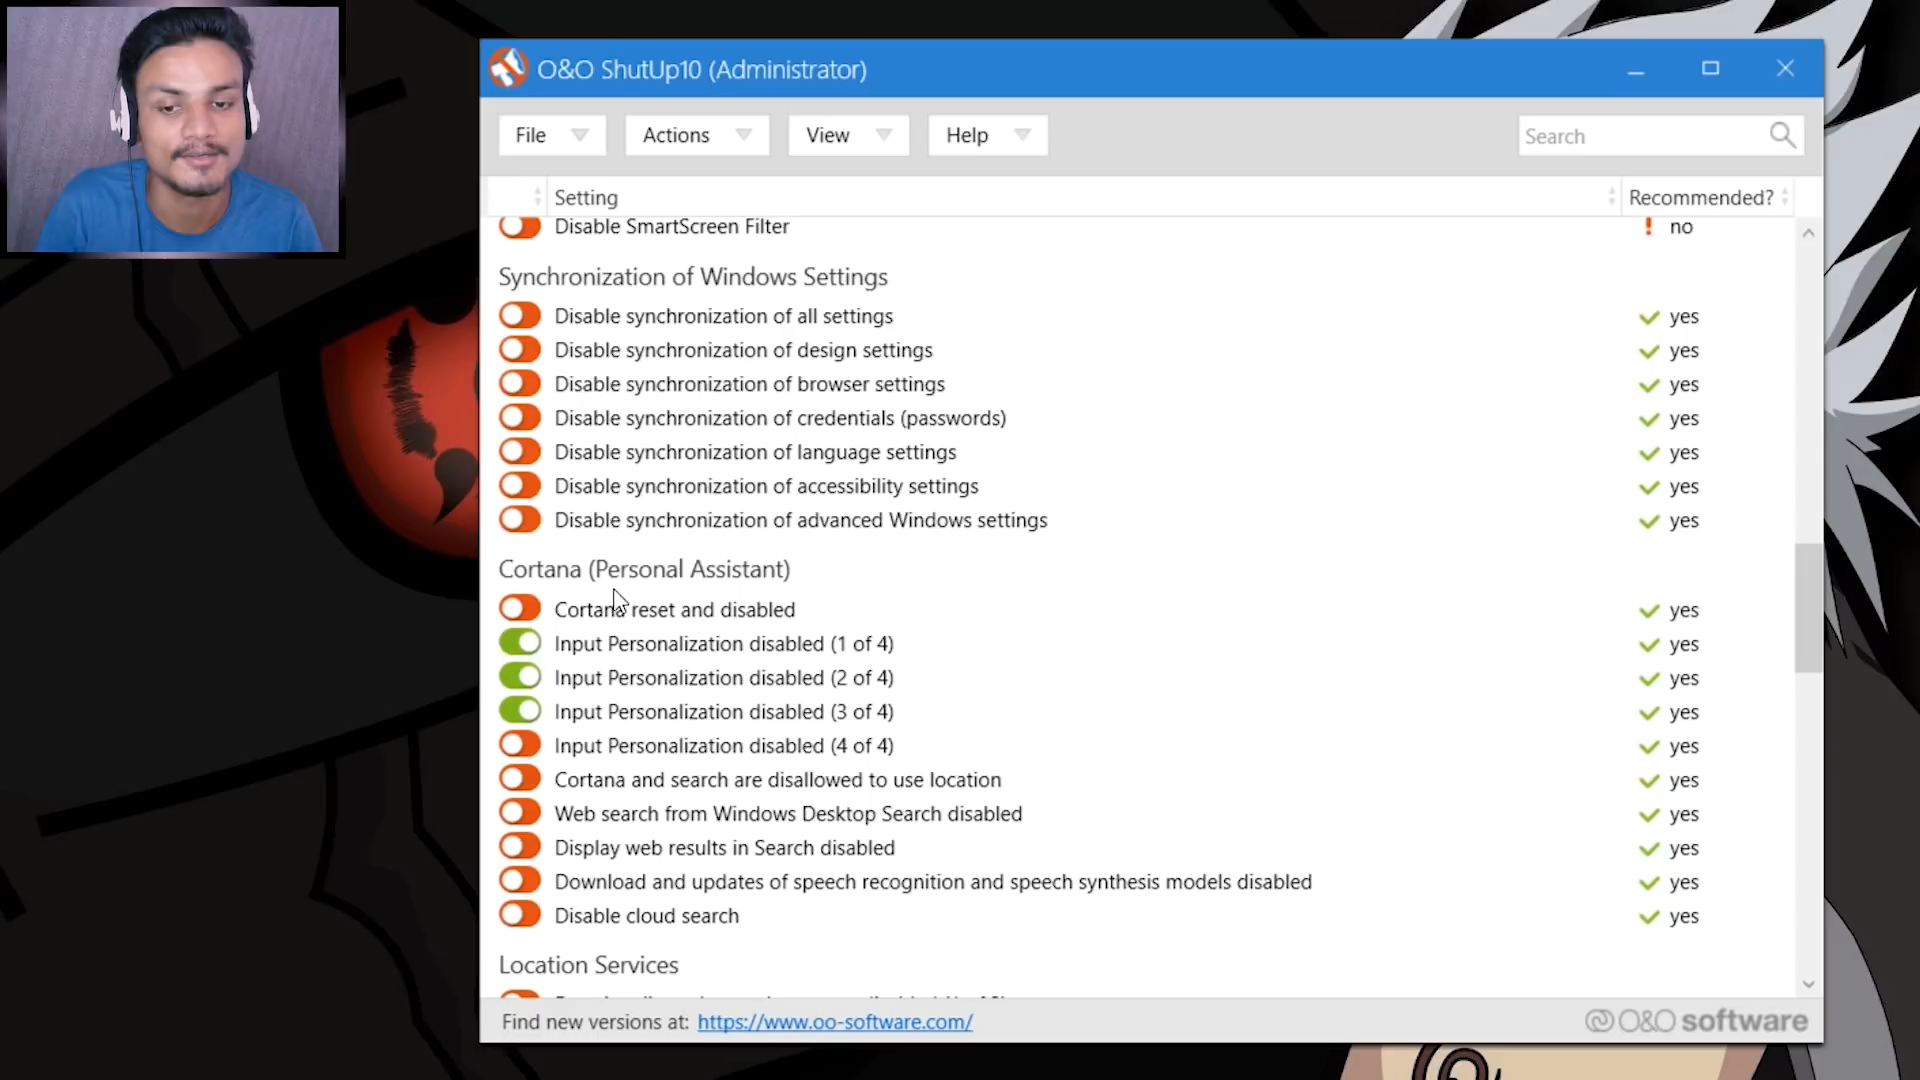 O&O ShutUp10 (Administrator)
File
Actions
View
Help
Search
Setting
Recommended?
Disable SmartScreen Filter
! no
Synchronization of Windows Settings
Disable synchronization of all settings
yes
Disable synchronization of design settings
yes
Disable synchronization of browser settings
yes
Disable synchronization of credentials (passwords)
yes
Disable synchronization of language settings
yes
Disable synchronization of accessibility settings
yes
Disable synchronization of advanced Windows settings
yes
Cortana (Personal Assistant)
Cortana reset and disabled
yes
Input Personalization disabled (1 of 4)
yes
Input Personalization disabled (2 of 4)
yes
Input Personalization disabled (3 of 4)
yes
Input Personalization disabled (4 of 4)
yes
Cortana and search are disallowed to use location
yes
Web search from Windows Desktop Search disabled
yes
Display web results in Search disabled
yes
Download and updates of speech recognition and speech synthesis models disabled
yes
Disable cloud search
yes
Location Services
Find new versions at: https://www.oo-software.com/
O&O software